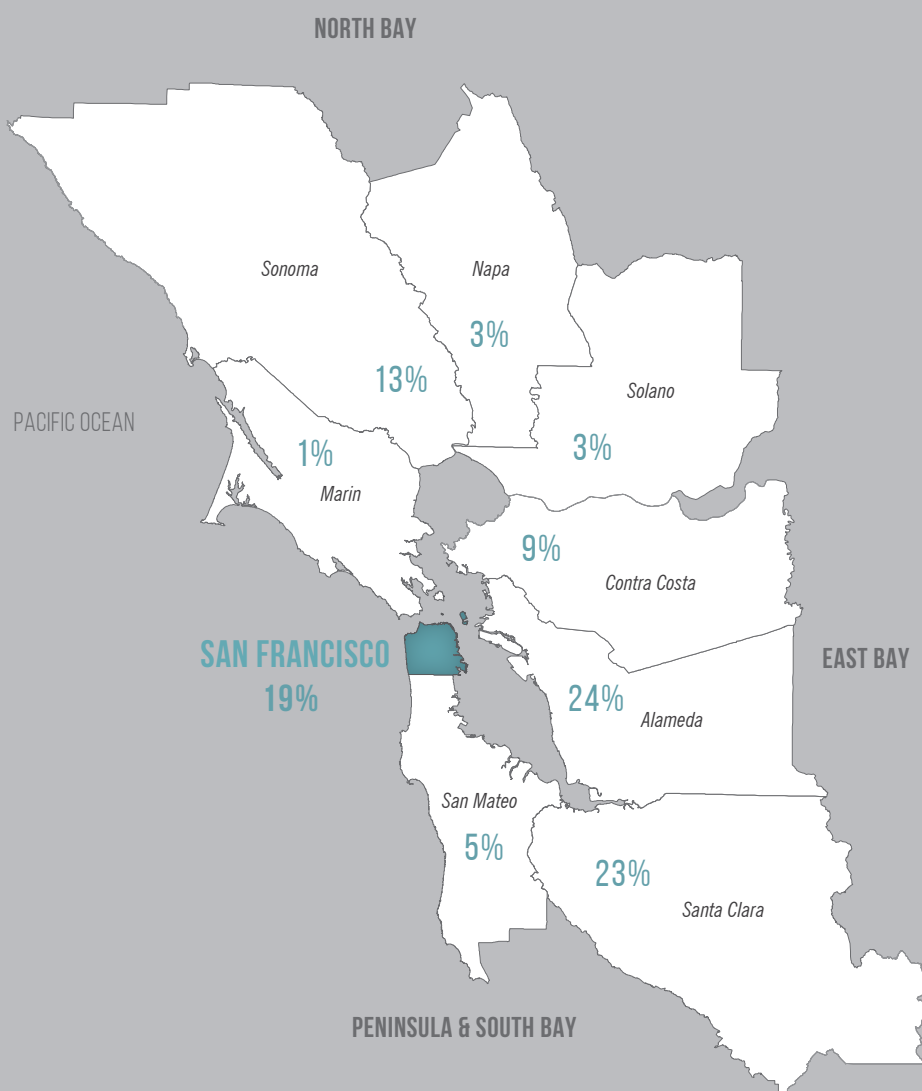 NORTH BAY
Sonoma
Napa
3%
13%
Solano
PACIFIC OCEAN
3%
1%
Marin
9%
Contra Costa
SAN FRANCISCO
19%
EAST BAY
24%
Alameda
San Mateo
5%
23%
Santa Clara
PENINSULA & SOUTH BAY